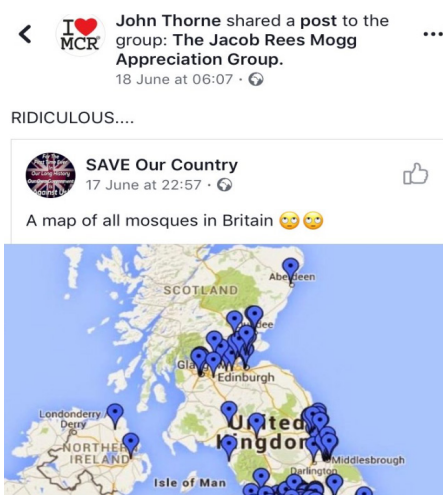 I ❤ MCR
John Thorne shared a post to the
group: The Jacob Rees Mogg
Appreciation Group.
18 June at 06:07 ·
RIDICULOUS....
SAVE Our Country
17 June at 22:57 ·
A map of all mosques in Britain 🙄🙄
Aberdeen
SCOTLAND
Edinburgh
Londonderry
Derry
NORTHERN
IRELAND
United
Kingdom
Middlesbrough
Darlington
Isle of Man